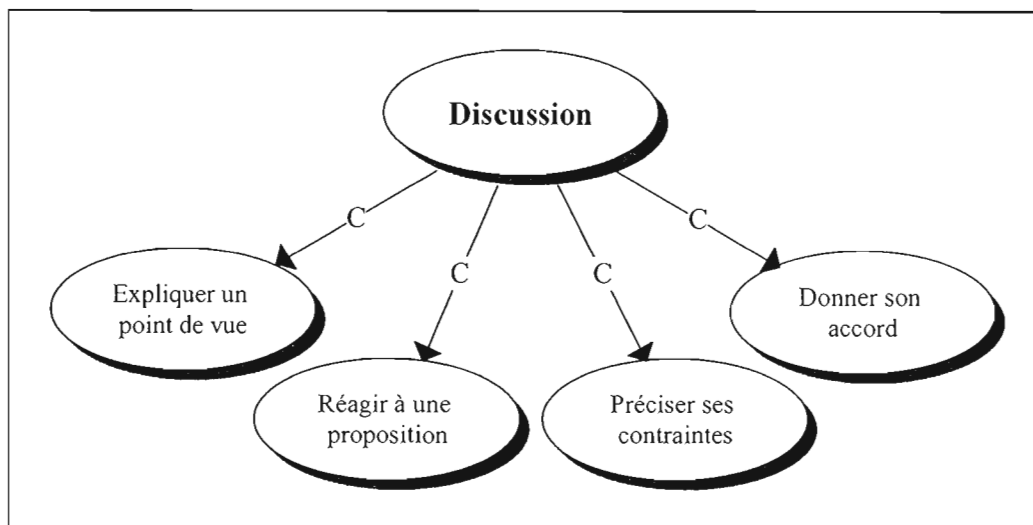 Discussion
C
C
C
C
Expliquer un
point de vue
Réagir à une
proposition
Préciser ses
contraintes
Donner son
accord